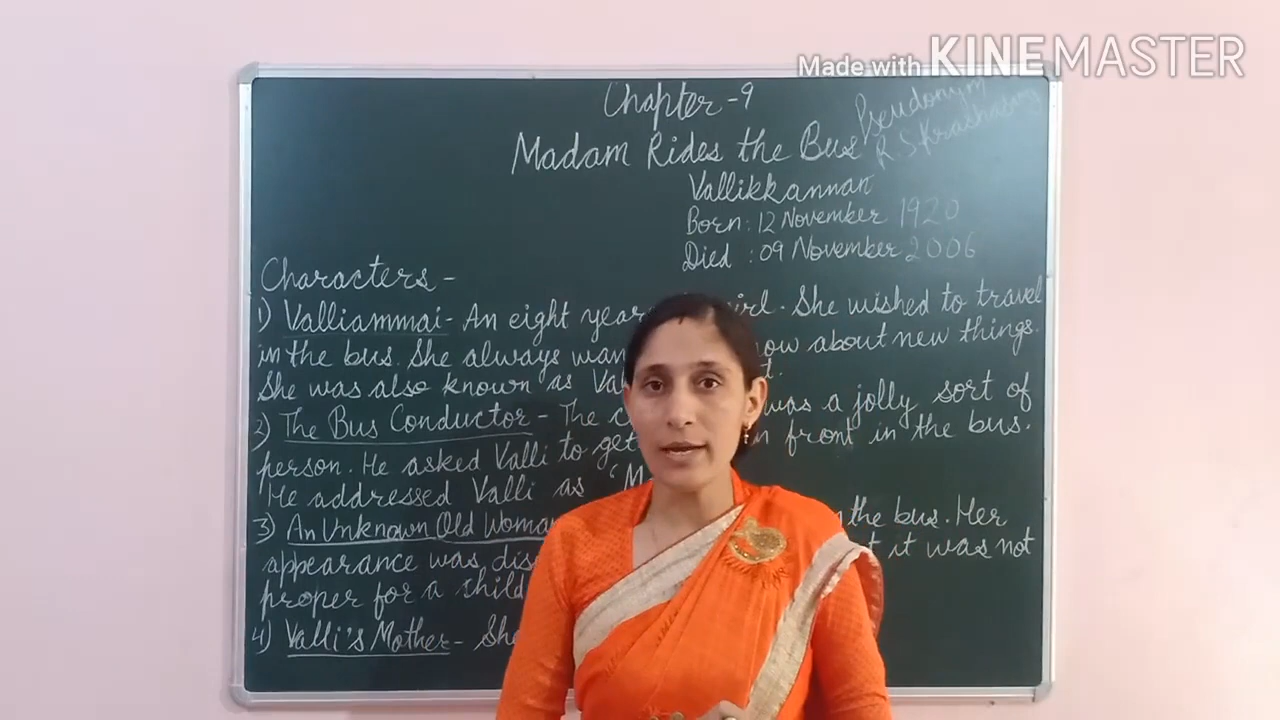 Made with KINEMASTER
Chapter-9
Pseudonym
Madam Rides the Bus
R.S.Krashaswamy
Vallikkannan
Born: 12 November 1920
Died : 09 November 2006
Characters -
1) Valliammai - An eight year girl. She wished to travel
in the bus. She always about new things.
She was also known as
2) The Bus Conductor - The was a jolly sort of
person. He asked Valli to get in front in the bus.
He addressed Valli as
3) An Unknown Old Woman the bus. Her
appearance was it was not
proper for a child
4) Valli's Mother - She